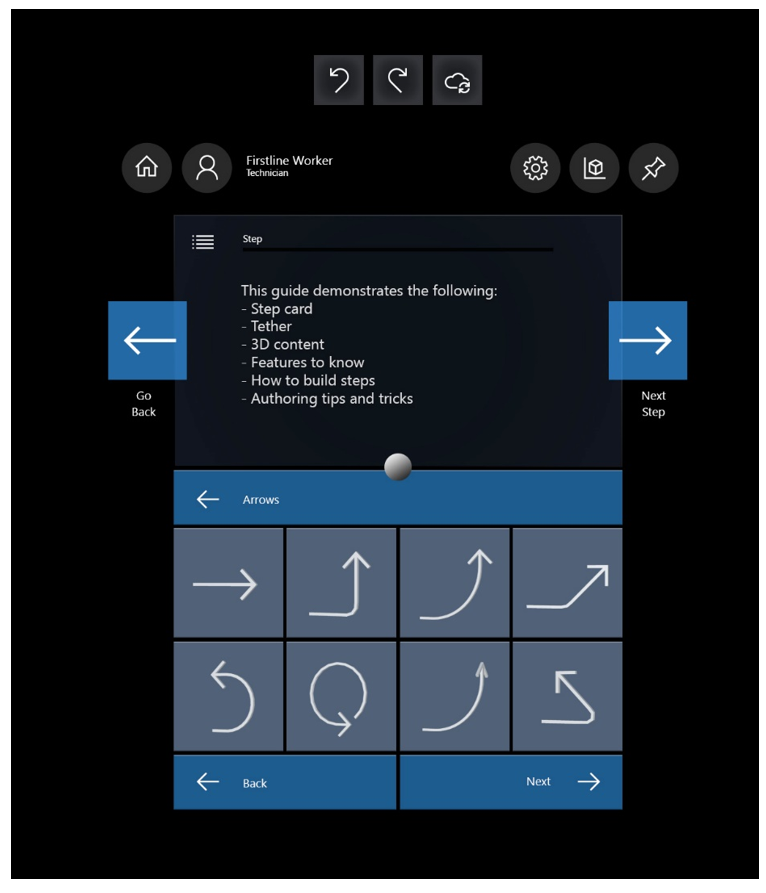 Firstline Worker
Technician
Step
This guide demonstrates the following:
- Step card
- Tether
- 3D content
- Features to know
- How to build steps
- Authoring tips and tricks
Go
Back
Next
Step
Arrows
Back
Next